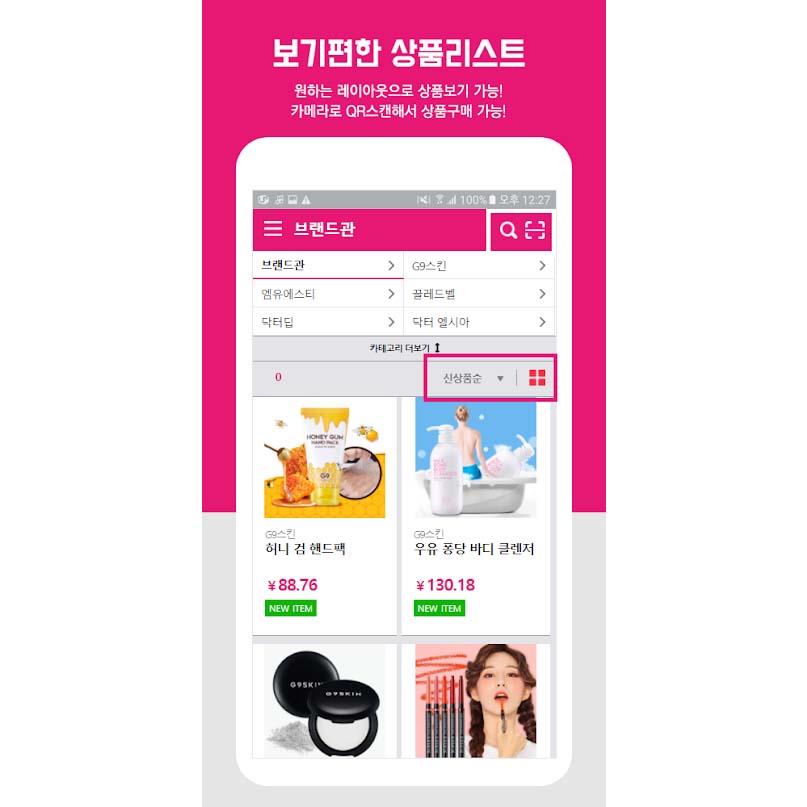 보기편한 상품리스트
원하는 레이아웃으로 상품보기 가능!
카메라로 QR스캔해서 상품구매 가능!
100% 오후 12:27
브랜드관
브랜드관
G9스킨
엠유에스티
끌레드벨
닥터딥
닥터 엘시아
카테고리 더보기
0
신상품순
HONEY GUM
HAND PACK
G9
G9스킨
허니 검 핸드팩
¥88.76
NEW ITEM
G9스킨
우유 퐁당 바디 클렌저
¥130.18
NEW ITEM
G9SKIN
G9SKIN